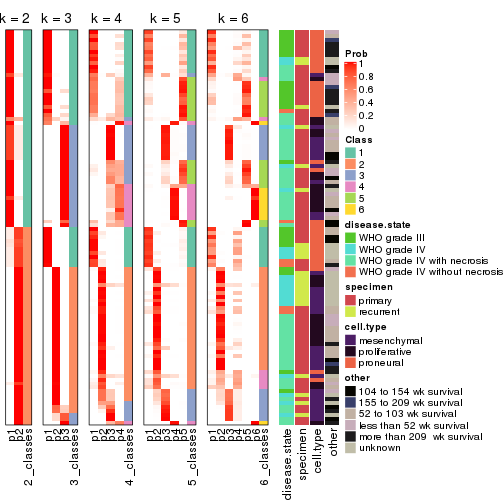 k = 2
k = 3
k = 4
k = 5
k = 6
Prob
1
0.8
0.6
0.4
0.2
0
Class
1
2
3
4
5
6
disease.state
WHO grade III
WHO grade IV
WHO grade IV with necrosis
WHO grade IV without necrosis
specimen
primary
recurrent
cell.type
mesenchymal
proliferative
proneural
other
104 to 154 wk survival
155 to 209 wk survival
52 to 103 wk survival
less than 52 wk survival
more than 209 wk survival
unknown
p1
p2
2_classes
p1
p2
p3
3_classes
p1
p2
p3
p4
4_classes
p1
p2
p3
p4
p5
5_classes
p1
p2
p3
p4
p5
p6
6_classes
disease.state
specimen
cell.type
other